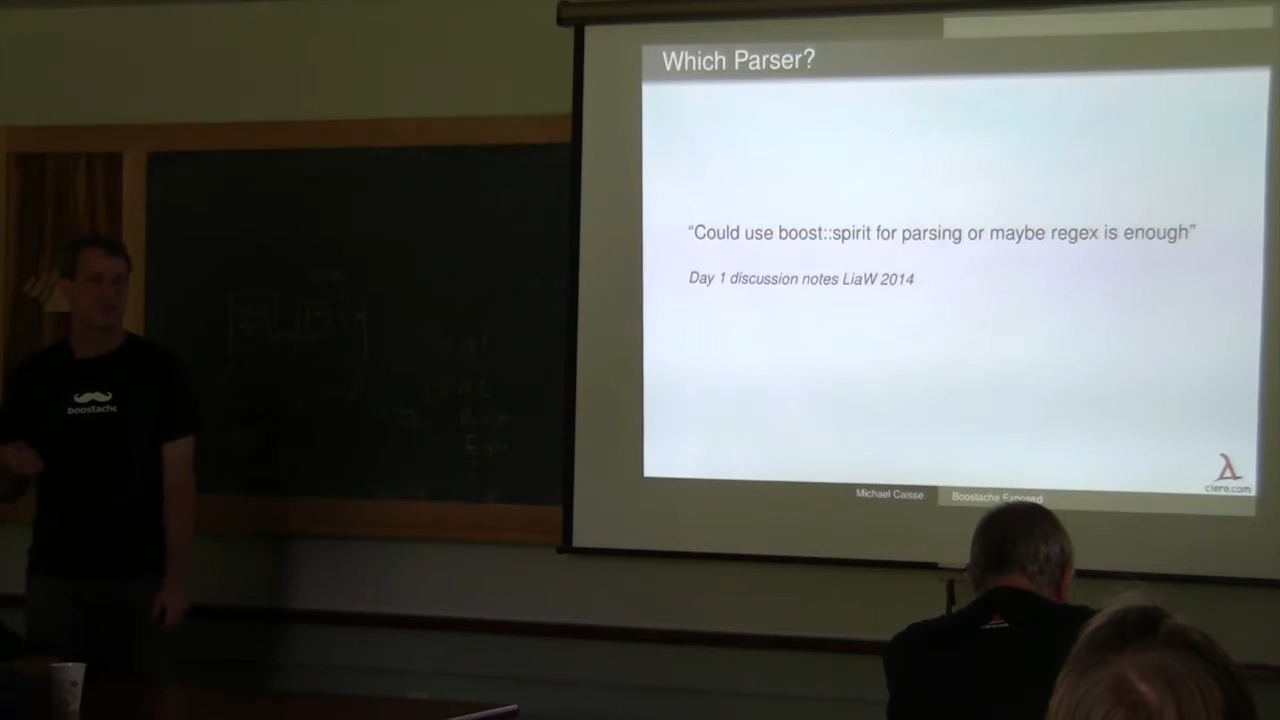 Which Parser?
“Could use boost::spirit for parsing or maybe regex is enough”
Day 1 discussion notes LiaW 2014
ciere.com
Michael Caisse
Boostache Exposed
boostache